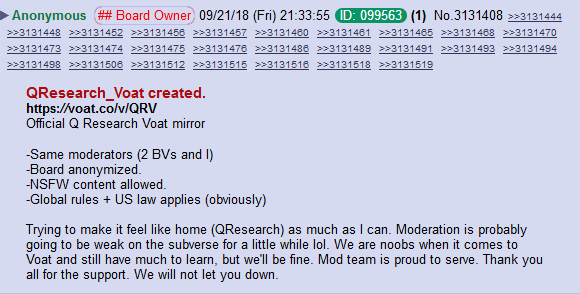 Anonymous ## Board Owner 09/21/18 (Fri) 21:33:55 ID: 099563 (1) No.3131408 >>3131444
>>3131448 >>3131452 >>3131456 >>3131457 >>3131460 >>3131461 >>3131465 >>3131468 >>3131470
>>3131473 >>3131474 >>3131475 >>3131476 >>3131486 >>3131489 >>3131491 >>3131493 >>3131494
>>3131498 >>3131506 >>3131512 >>3131515 >>3131516 >>3131518 >>3131519
QResearch_Voat created.
https://voat.co/v/QRV
Official Q Research Voat mirror
-Same moderators (2 BVs and I)
-Board anonymized.
-NSFW content allowed.
-Global rules + US law applies (obviously)
Trying to make it feel like home (QResearch) as much as I can. Moderation is probably
going to be weak on the subverse for a little while lol. We are noobs when it comes to
Voat and still have much to learn, but we'll be fine. Mod team is proud to serve. Thank you
all for the support. We will not let you down.